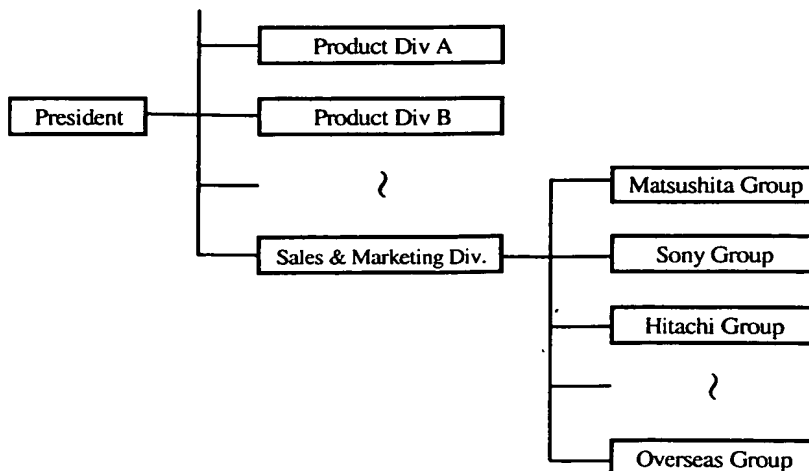 Product Div A
President
Product Div B
~
Matsushita Group
Sales & Marketing Div.
Sony Group
Hitachi Group
~
Overseas Group